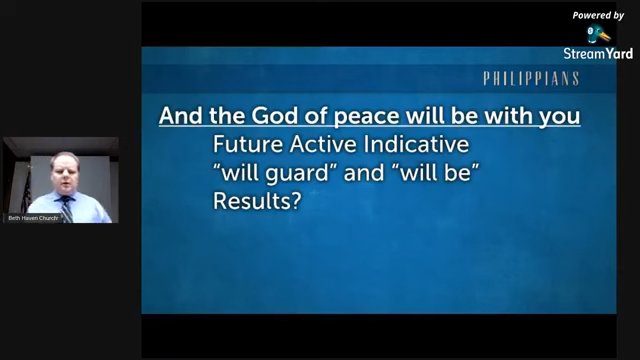 Powered by
StreamYard
PHILIPPIANS
And the God of peace will be with you
Future Active Indicative
“will guard” and “will be”
Results?
Beth Haven Church